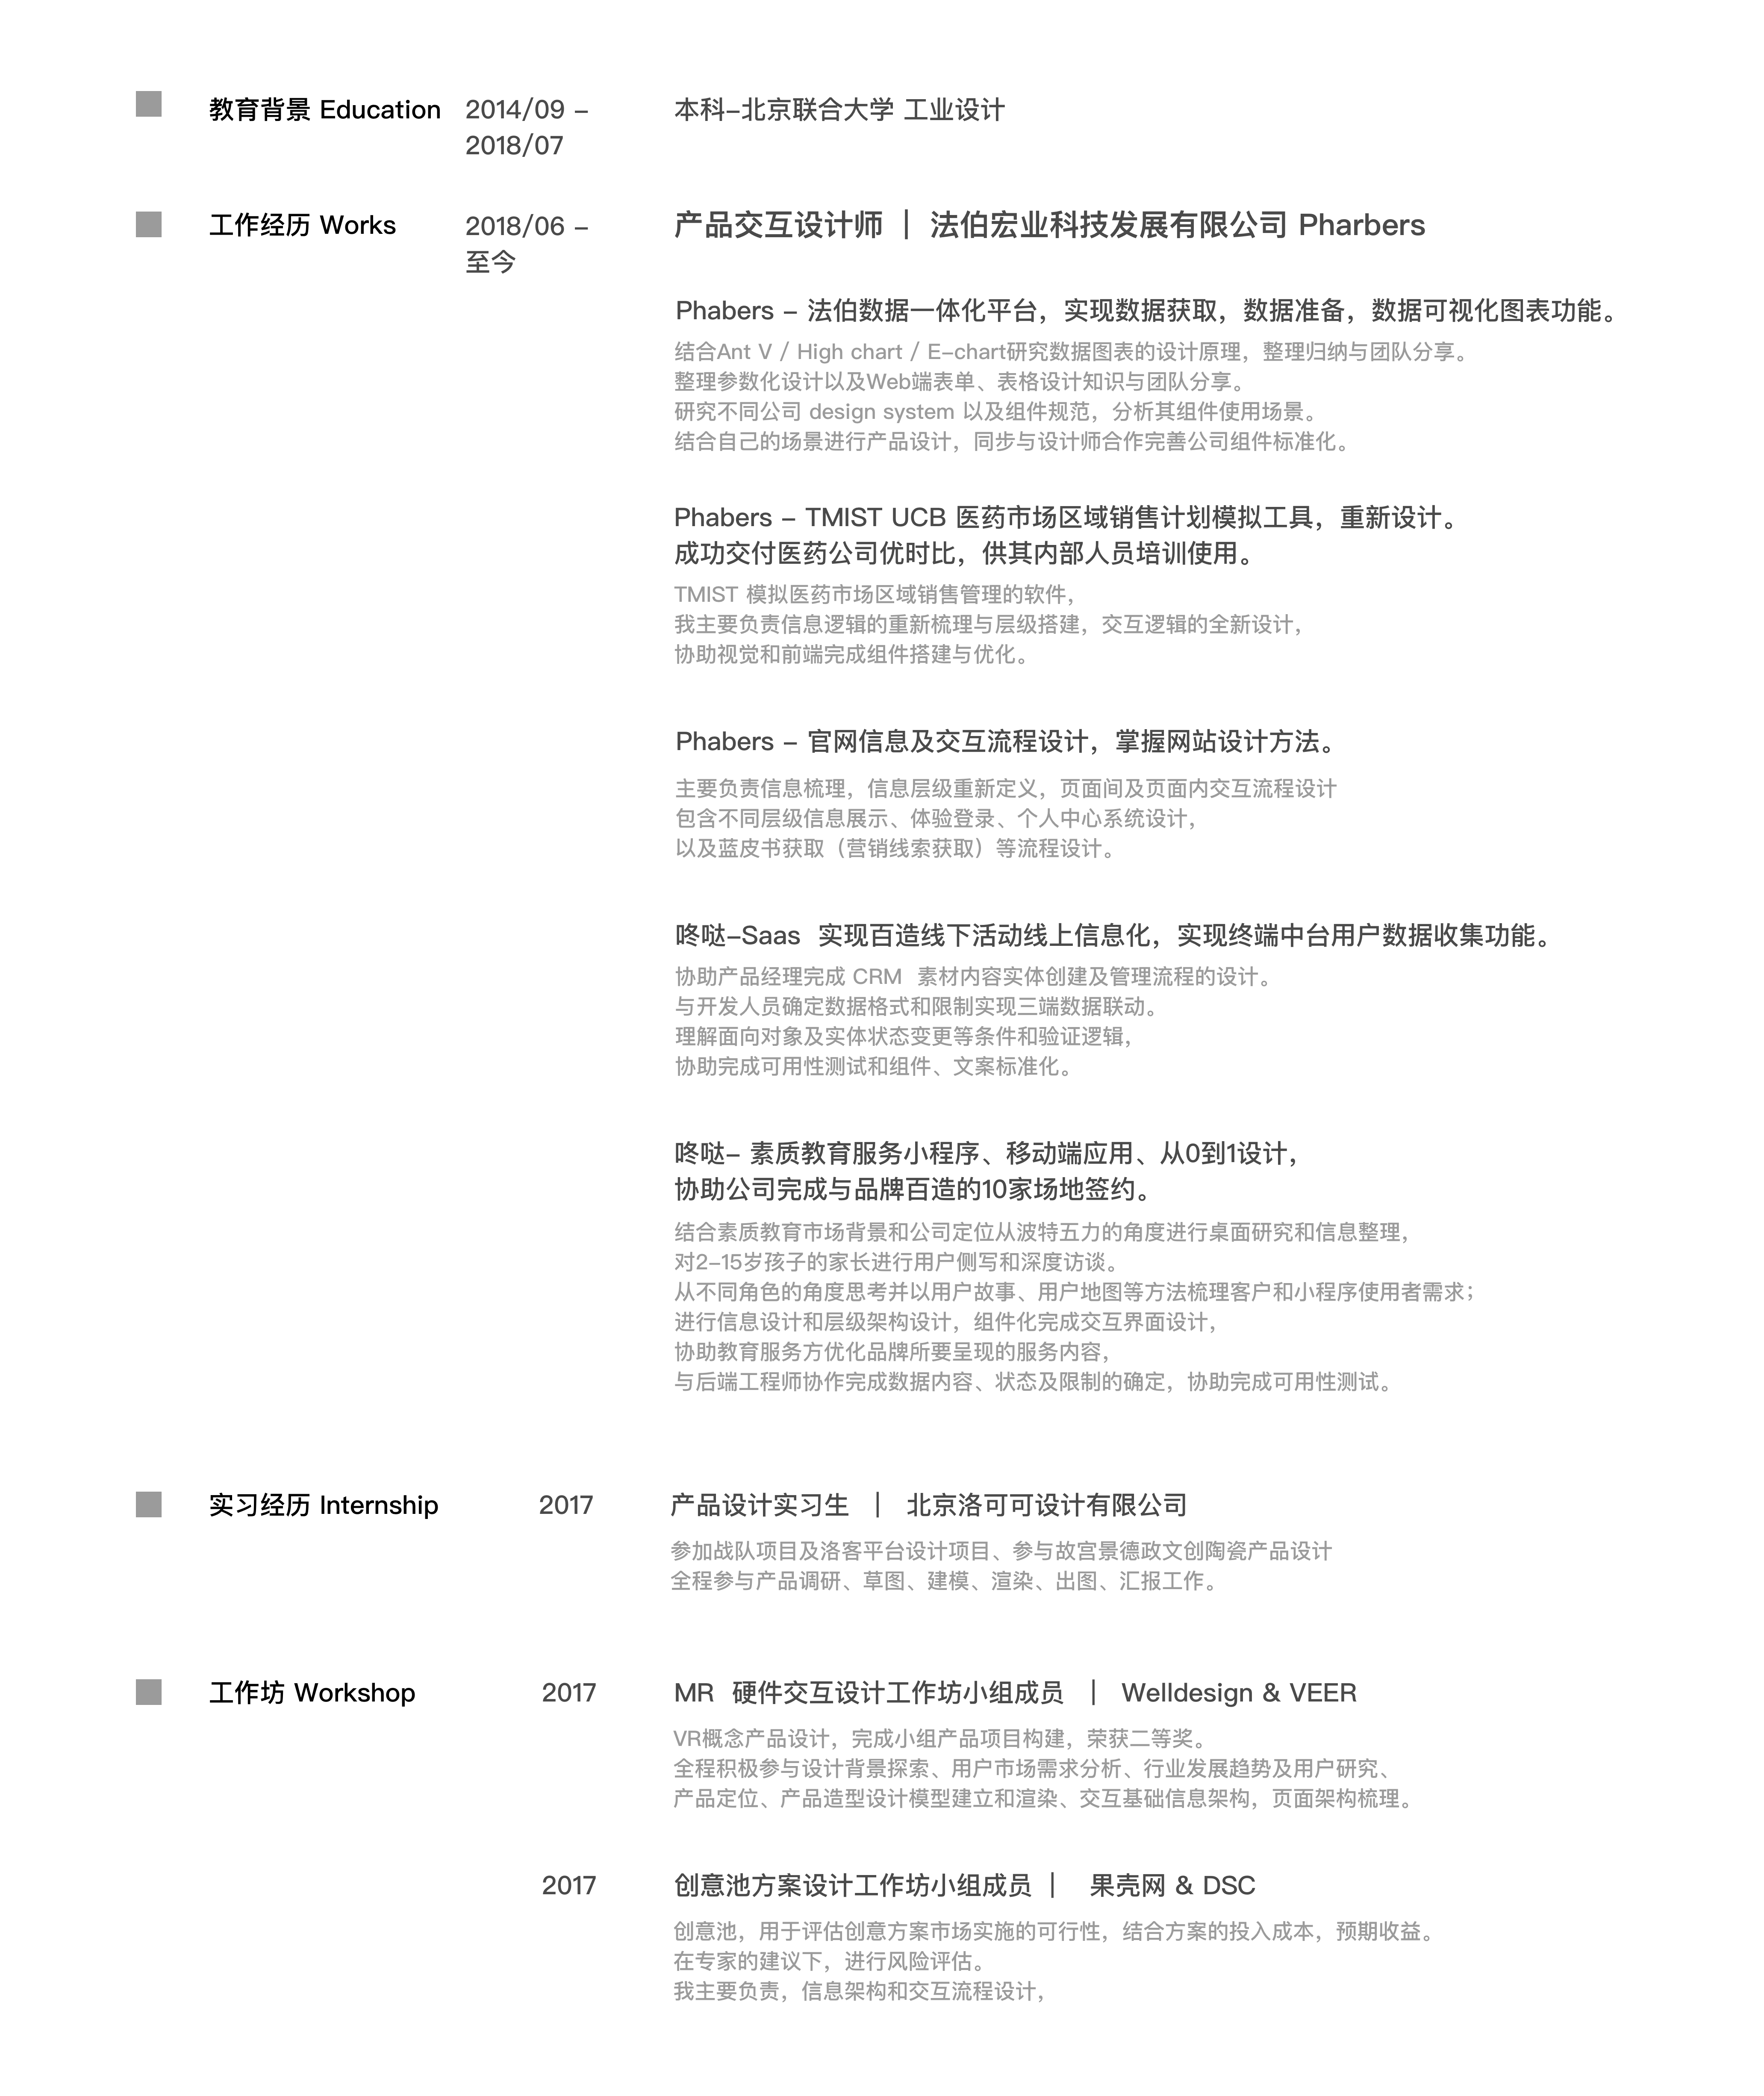 教育背景 Education
2014/09 –
2018/07
本科–北京联合大学 工业设计
工作经历 Works
2018/06 –
至今
产品交互设计师 ｜ 法伯宏业科技发展有限公司 Pharbers
Phabers – 法伯数据一体化平台，实现数据获取，数据准备，数据可视化图表功能。
结合Ant V / High chart / E–chart研究数据图表的设计原理，整理归纳与团队分享。
整理参数化设计以及Web端表单、表格设计知识与团队分享。
研究不同公司 design system 以及组件规范，分析其组件使用场景。
结合自己的场景进行产品设计，同步与设计师合作完善公司组件标准化。
Phabers – TMIST UCB 医药市场区域销售计划模拟工具，重新设计。
成功交付医药公司优时比，供其内部人员培训使用。
TMIST 模拟医药市场区域销售管理的软件，
我主要负责信息逻辑的重新梳理与层级搭建，交互逻辑的全新设计，
协助视觉和前端完成组件搭建与优化。
Phabers – 官网信息及交互流程设计，掌握网站设计方法。
主要负责信息梳理，信息层级重新定义，页面间及页面内交互流程设计
包含不同层级信息展示、体验登录、个人中心系统设计，
以及蓝皮书获取（营销线索获取）等流程设计。
咚哒–Saas 实现百造线下活动线上信息化，实现终端中台用户数据收集功能。
协助产品经理完成 CRM 素材内容实体创建及管理流程的设计。
与开发人员确定数据格式和限制实现三端数据联动。
理解面向对象及实体状态变更等条件和验证逻辑，
协助完成可用性测试和组件、文案标准化。
咚哒– 素质教育服务小程序、移动端应用、从0到1设计，
协助公司完成与品牌百造的10家场地签约。
结合素质教育市场背景和公司定位从波特五力的角度进行桌面研究和信息整理，
对2–15岁孩子的家长进行用户侧写和深度访谈。
从不同角色的角度思考并以用户故事、用户地图等方法梳理客户和小程序使用者需求；
进行信息设计和层级架构设计，组件化完成交互界面设计，
协助教育服务方优化品牌所要呈现的服务内容，
与后端工程师协作完成数据内容、状态及限制的确定，协助完成可用性测试。
实习经历 Internship
2017
产品设计实习生 ｜ 北京洛可可设计有限公司
参加战队项目及洛客平台设计项目、参与故宫景德政文创陶瓷产品设计
全程参与产品调研、草图、建模、渲染、出图、汇报工作。
工作坊 Workshop
2017
MR 硬件交互设计工作坊小组成员 ｜ Welldesign & VEER
VR概念产品设计，完成小组产品项目构建，荣获二等奖。
全程积极参与设计背景探索、用户市场需求分析、行业发展趋势及用户研究、
产品定位、产品造型设计模型建立和渲染、交互基础信息架构，页面架构梳理。
2017
创意池方案设计工作坊小组成员 ｜ 果壳网 & DSC
创意池，用于评估创意方案市场实施的可行性，结合方案的投入成本，预期收益。
在专家的建议下，进行风险评估。
我主要负责，信息架构和交互流程设计，